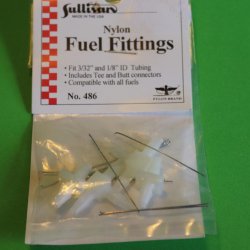 Sullivan
MADE IN THE USA
Nylon
Fuel Fittings
• Fit 3/32" and 1/8" ID Tubing
• Includes Tee and Butt connectors
• Compatible with all fuels
No. 486